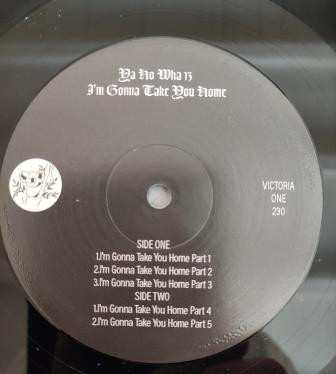 Ya Ho Wha 13
I'm Gonna Take You Home
VICTORIA
ONE
230
SIDE ONE
1.I'm Gonna Take You Home Part 1
2.I'm Gonna Take You Home Part 2
3.I'm Gonna Take You Home Part 3
SIDE TWO
1.I'm Gonna Take You Home Part 4
2.I'm Gonna Take You Home Part 5